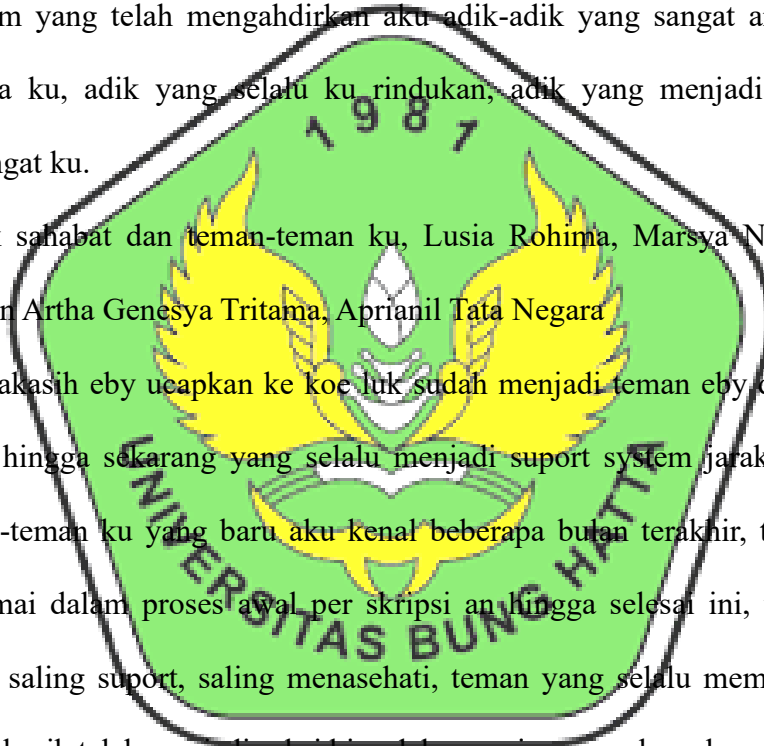 m yang telah mengahdirkan aku adik-adik yang sangat
a ku, adik yang selalu ku rindukan, adik yang menjadi
1981
ngat ku.
sahabat dan teman-teman ku, Lusia Rohima, Marsya N
n Artha Genesya Tritama, Aprianil Tata Negara
akasih eby ucapkan ke koe luk sudah menjadi teman eby
hingga sekarang yang selalu menjadi suport system jarak
-teman ku yang baru aku kenal beberapa bulan terakhir, t
mai dalam proses awal per skripsi an hingga selesai ini,
UNIVERSITAS BUNG HATTA
saling suport, saling menasehati, teman yang selalu mem